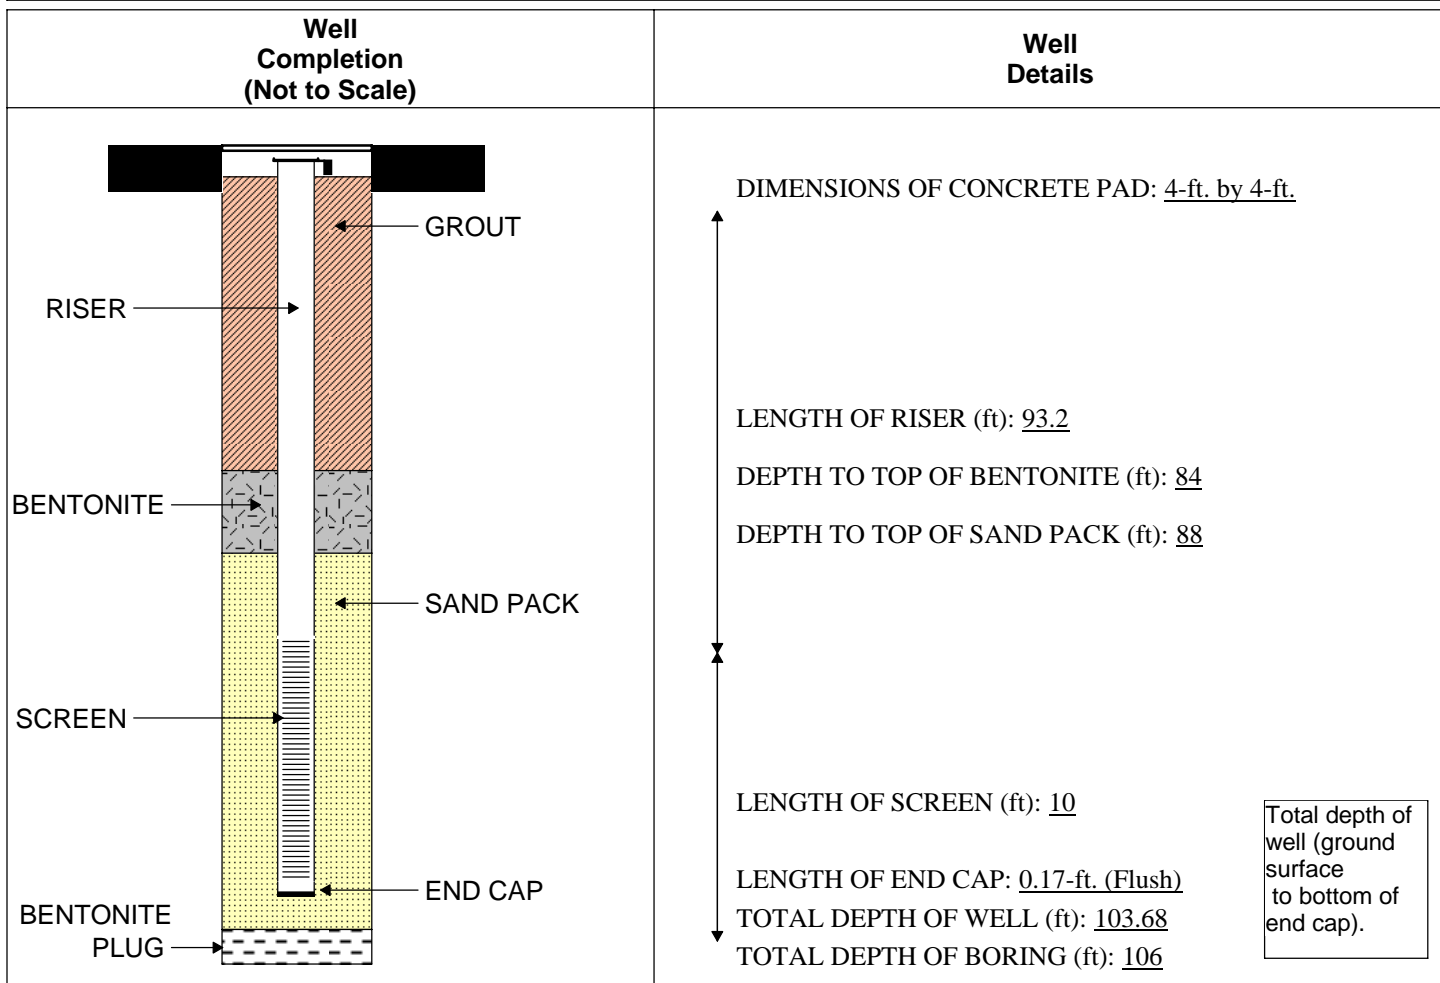 Well
Completion
(Not to Scale)
Well
Details
GROUT
RISER
BENTONITE
SAND PACK
SCREEN
END CAP
BENTONITE
PLUG
DIMENSIONS OF CONCRETE PAD: 4-ft. by 4-ft.
LENGTH OF RISER (ft): 93.2
DEPTH TO TOP OF BENTONITE (ft): 84
DEPTH TO TOP OF SAND PACK (ft): 88
LENGTH OF SCREEN (ft): 10
LENGTH OF END CAP: 0.17-ft. (Flush)
TOTAL DEPTH OF WELL (ft): 103.68
TOTAL DEPTH OF BORING (ft): 106
Total depth of
well (ground
surface
to bottom of
end cap).